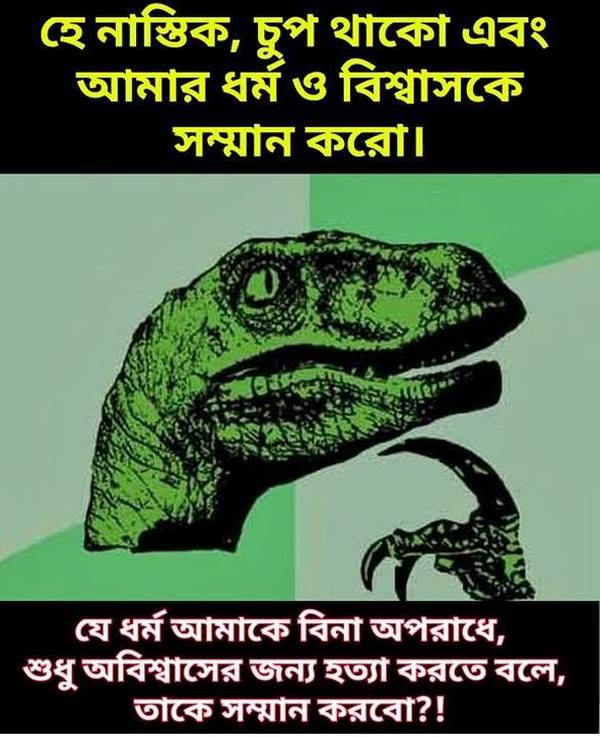 হে নাস্তিক, চুপ থাকো এবং
আমার ধর্ম ও বিশ্বাসকে
সম্মান করো।
যে ধর্ম আমাকে বিনা অপরাধে,
শুধু অবিশ্বাসের জন্য হত্যা করতে বলে,
তাকে সম্মান করবো?!